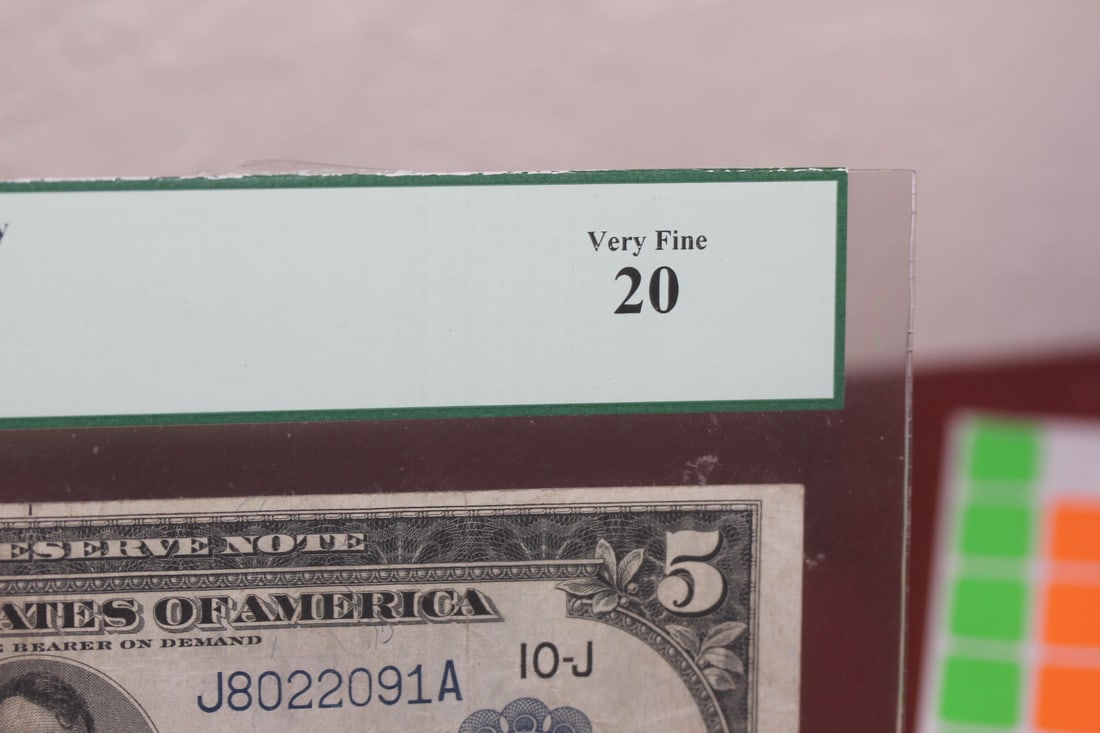 Very Fine
20
ESERVE NOTE
5
ATES OF AMERICA
BEARER ON DEMAND
10-J
J8022091A